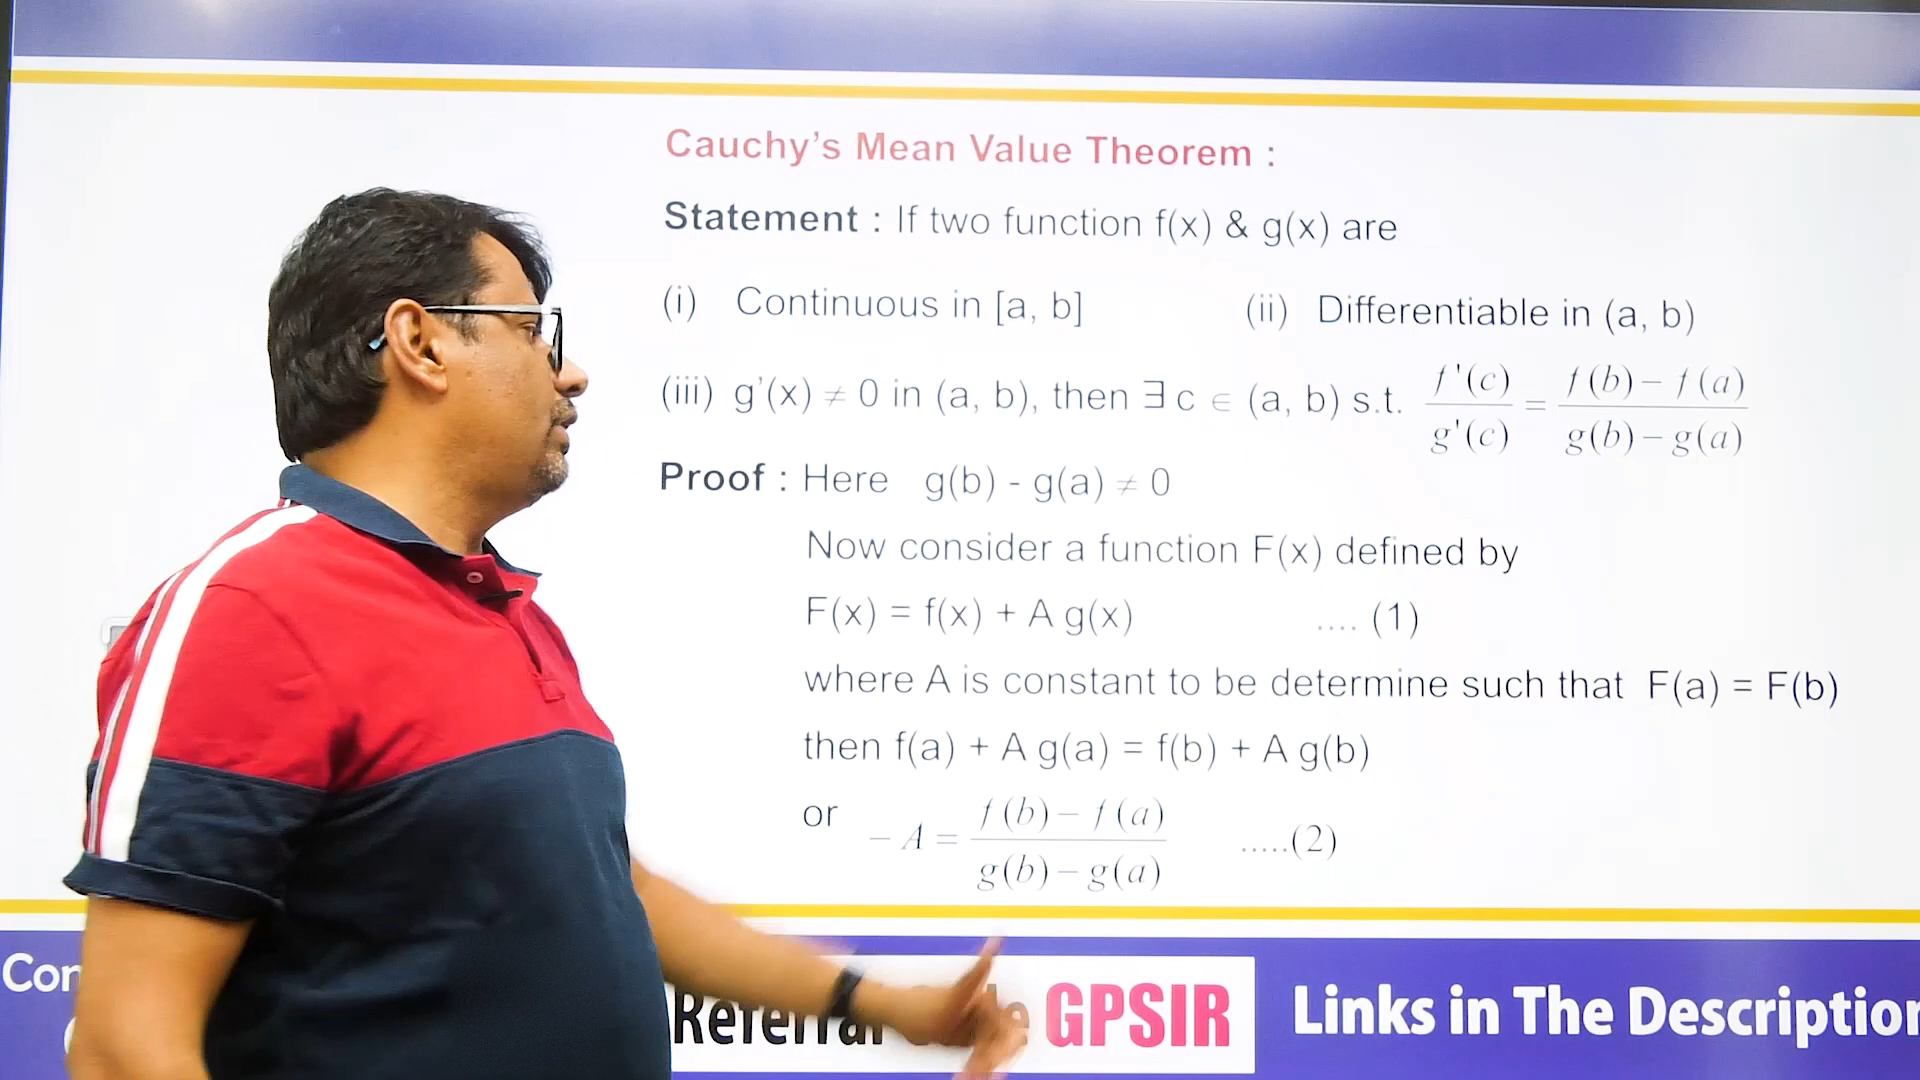 Cauchy’s Mean Value Theorem :
Statement : If two function f(x) & g(x) are
(i) Continuous in [a, b] (ii) Differentiable in (a, b)
(iii) g’(x) ≠ 0 in (a, b), then ∃ c ∈ (a, b) s.t. f'(c)/g'(c) = f(b) – f(a)/g(b) – g(a)
Proof : Here g(b) - g(a) ≠ 0
Now consider a function F(x) defined by
F(x) = f(x) + A g(x) .... (1)
where A is constant to be determine such that F(a) = F(b)
then f(a) + A g(a) = f(b) + A g(b)
or – A = f(b) – f(a)/g(b) – g(a) .....(2)
Referral GPSIR Links in The Description